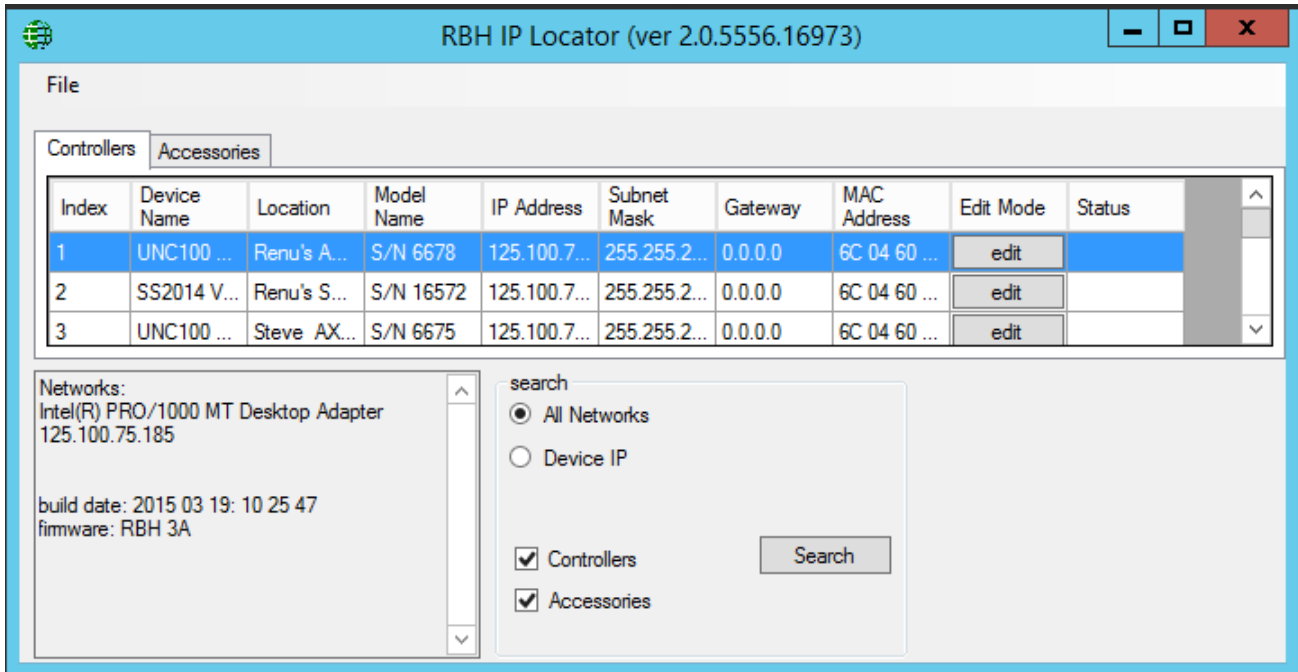 RBH IP Locator (ver 2.0.5556.16973)
File
Controllers Accessories
Index Device Name Location Model Name IP Address Subnet Mask Gateway MAC Address Edit Mode Status
1 UNC100 ... Renu's A... S/N 6678 125.100.7... 255.255.2... 0.0.0.0 6C 04 60 ... edit
2 SS2014 V... Renu's S... S/N 16572 125.100.7... 255.255.2... 0.0.0.0 6C 04 60 ... edit
3 UNC100 ... Steve AX... S/N 6675 125.100.7... 255.255.2... 0.0.0.0 6C 04 60 ... edit
Networks:
Intel(R) PRO/1000 MT Desktop Adapter
125.100.75.185
build date: 2015 03 19: 10 25 47
firmware: RBH 3A
search
All Networks
Device IP
Controllers
Search
Accessories